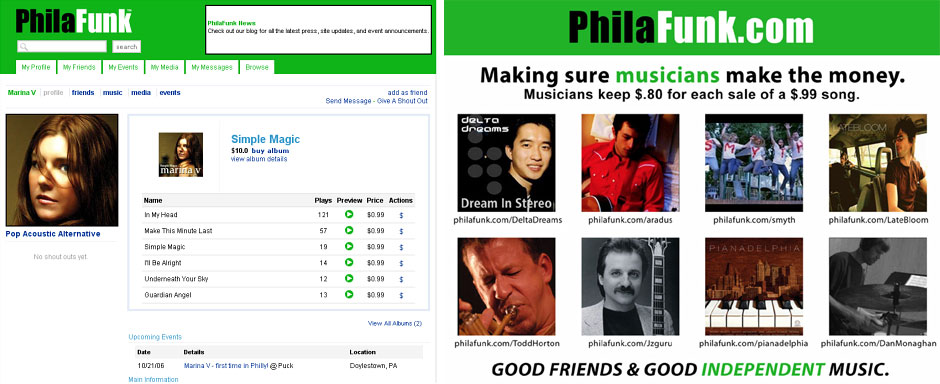 PhilaFunk™
search
PhilaFunk News
Check out our blog for all the latest press, site updates, and event announcements.
My Profile
My Friends
My Events
My Media
My Messages
Browse
Marina V
profile
friends
music
media
events
add as friend
Send Message - Give A Shout Out
marina v
Simple Magic
$10.0 buy album
view album details
Name Plays Preview Price Actions
In My Head 121 $0.99 $
Make This Minute Last 57 $0.99 $
Simple Magic 19 $0.99 $
I'll Be Alright 14 $0.99 $
Underneath Your Sky 12 $0.99 $
Guardian Angel 13 $0.99 $
Pop Acoustic Alternative
No shout outs yet.
View All Albums (2)
Upcoming Events
Date Details Location
10/21/06 Marina V - first time in Philly! @ Puck Doylestown, PA
Main Information
PhilaFunk.com
Making sure musicians make the money.
Musicians keep $.80 for each sale of a $.99 song.
delta
dreams
Dream In Stereo
SMYTH
LATEBLOOM
philafunk.com/DeltaDreams
philafunk.com/aradus
philafunk.com/smyth
philafunk.com/LateBloom
PIANADELPHIA
philafunk.com/ToddHorton
philafunk.com/Jzguru
philafunk.com/pianadelphia
philafunk.com/DanMonaghan
GOOD FRIENDS & GOOD INDEPENDENT MUSIC.